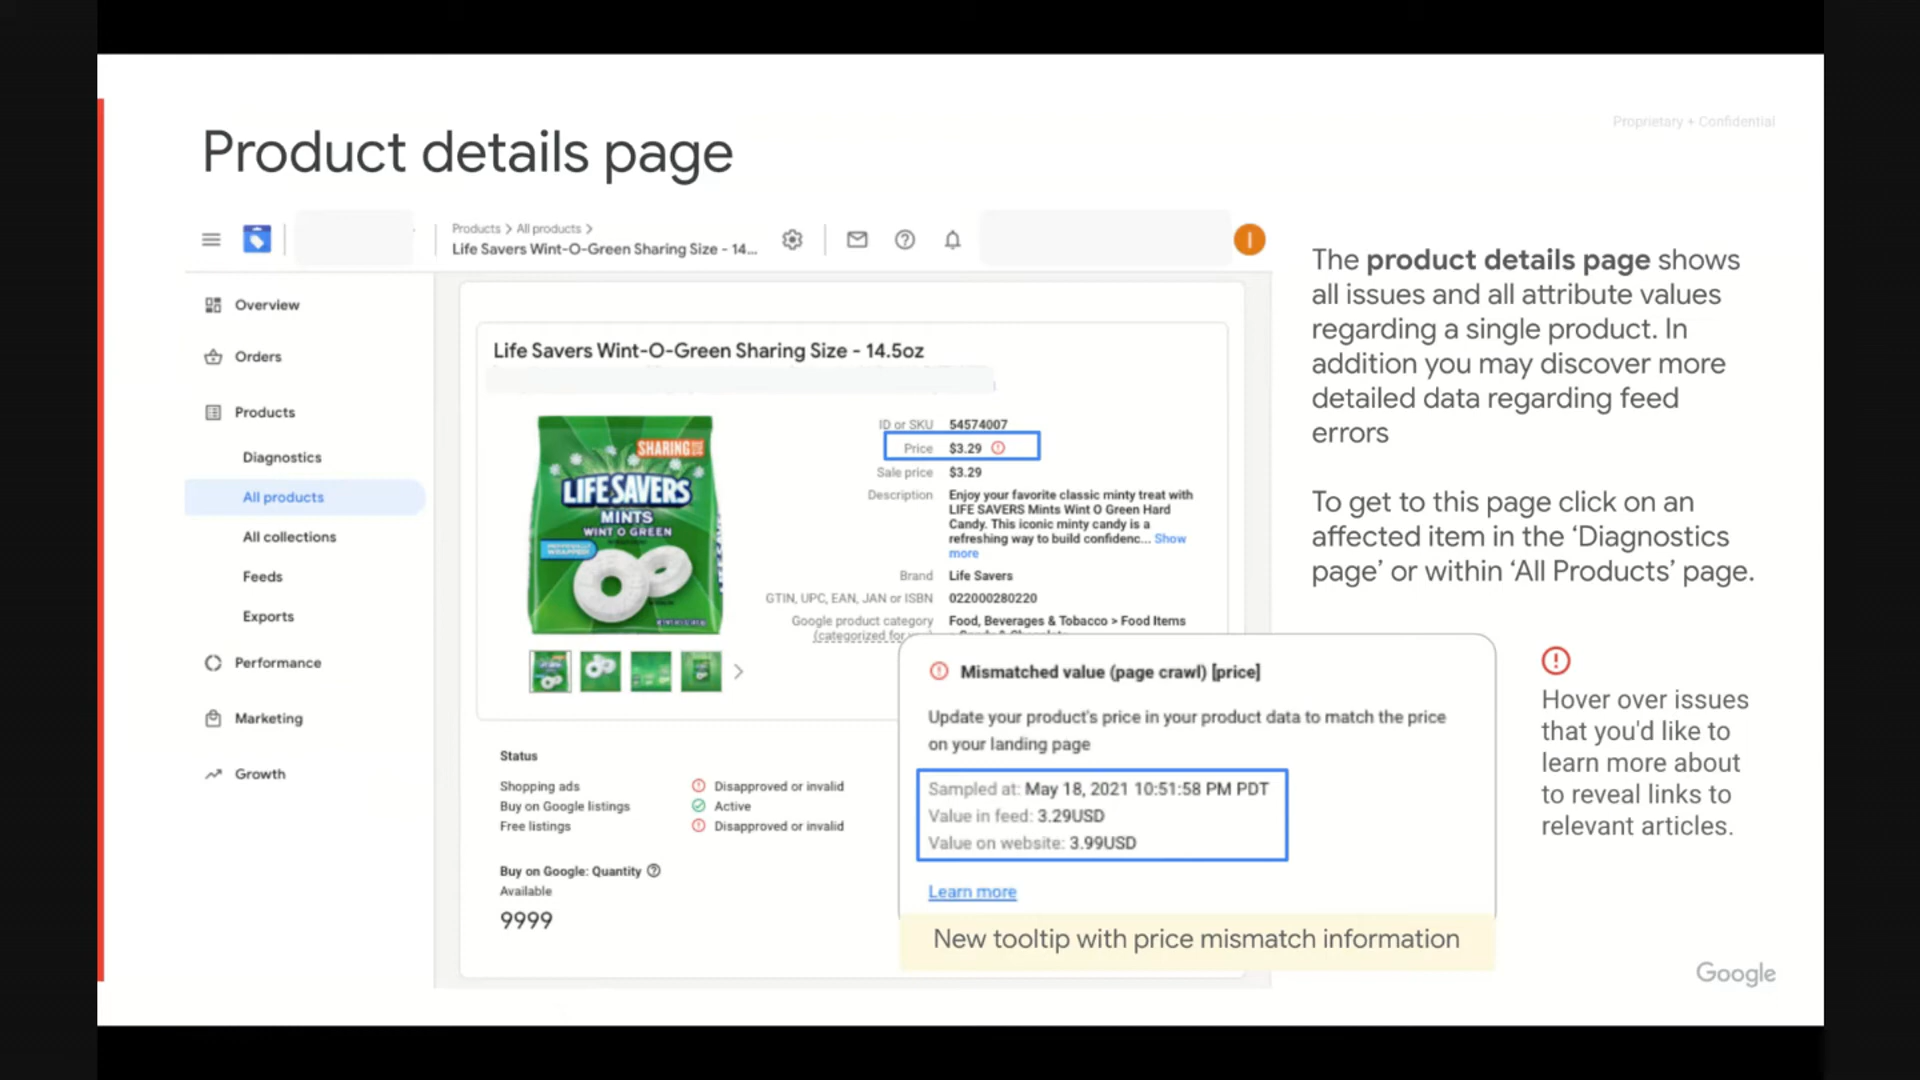 Proprietary + Confidential
Product details page
Products > All products >
Life Savers Wint-O-Green Sharing Size - 14...
I
Overview
Orders
Products
Diagnostics
All products
All collections
Feeds
Exports
Performance
Marketing
Growth
Life Savers Wint-O-Green Sharing Size - 14.5oz
SHARING
LIFE SAVERS
MINTS
WINT O GREEN
ID or SKU 54574007
Price $3.29
Sale price $3.29
Description Enjoy your favorite classic minty treat with
LIFE SAVERS Mints Wint O Green Hard
Candy. This iconic minty candy is a
refreshing way to build confidenc... Show
more
Brand Life Savers
GTIN, UPC, EAN, JAN or ISBN 022000280220
Google product category Food, Beverages & Tobacco > Food Items
(categorized for
Status
Shopping ads Disapproved or invalid
Buy on Google listings Active
Free listings Disapproved or invalid
Buy on Google: Quantity
Available
9999
Mismatched value (page crawl) [price]
Update your product's price in your product data to match the price
on your landing page
Sampled at: May 18, 2021 10:51:58 PM PDT
Value in feed: 3.29USD
Value on website: 3.99USD
Learn more
New tooltip with price mismatch information
The product details page shows
all issues and all attribute values
regarding a single product. In
addition you may discover more
detailed data regarding feed
errors
To get to this page click on an
affected item in the ‘Diagnostics
page’ or within ‘All Products’ page.
Hover over issues
that you'd like to
learn more about
to reveal links to
relevant articles.
Google